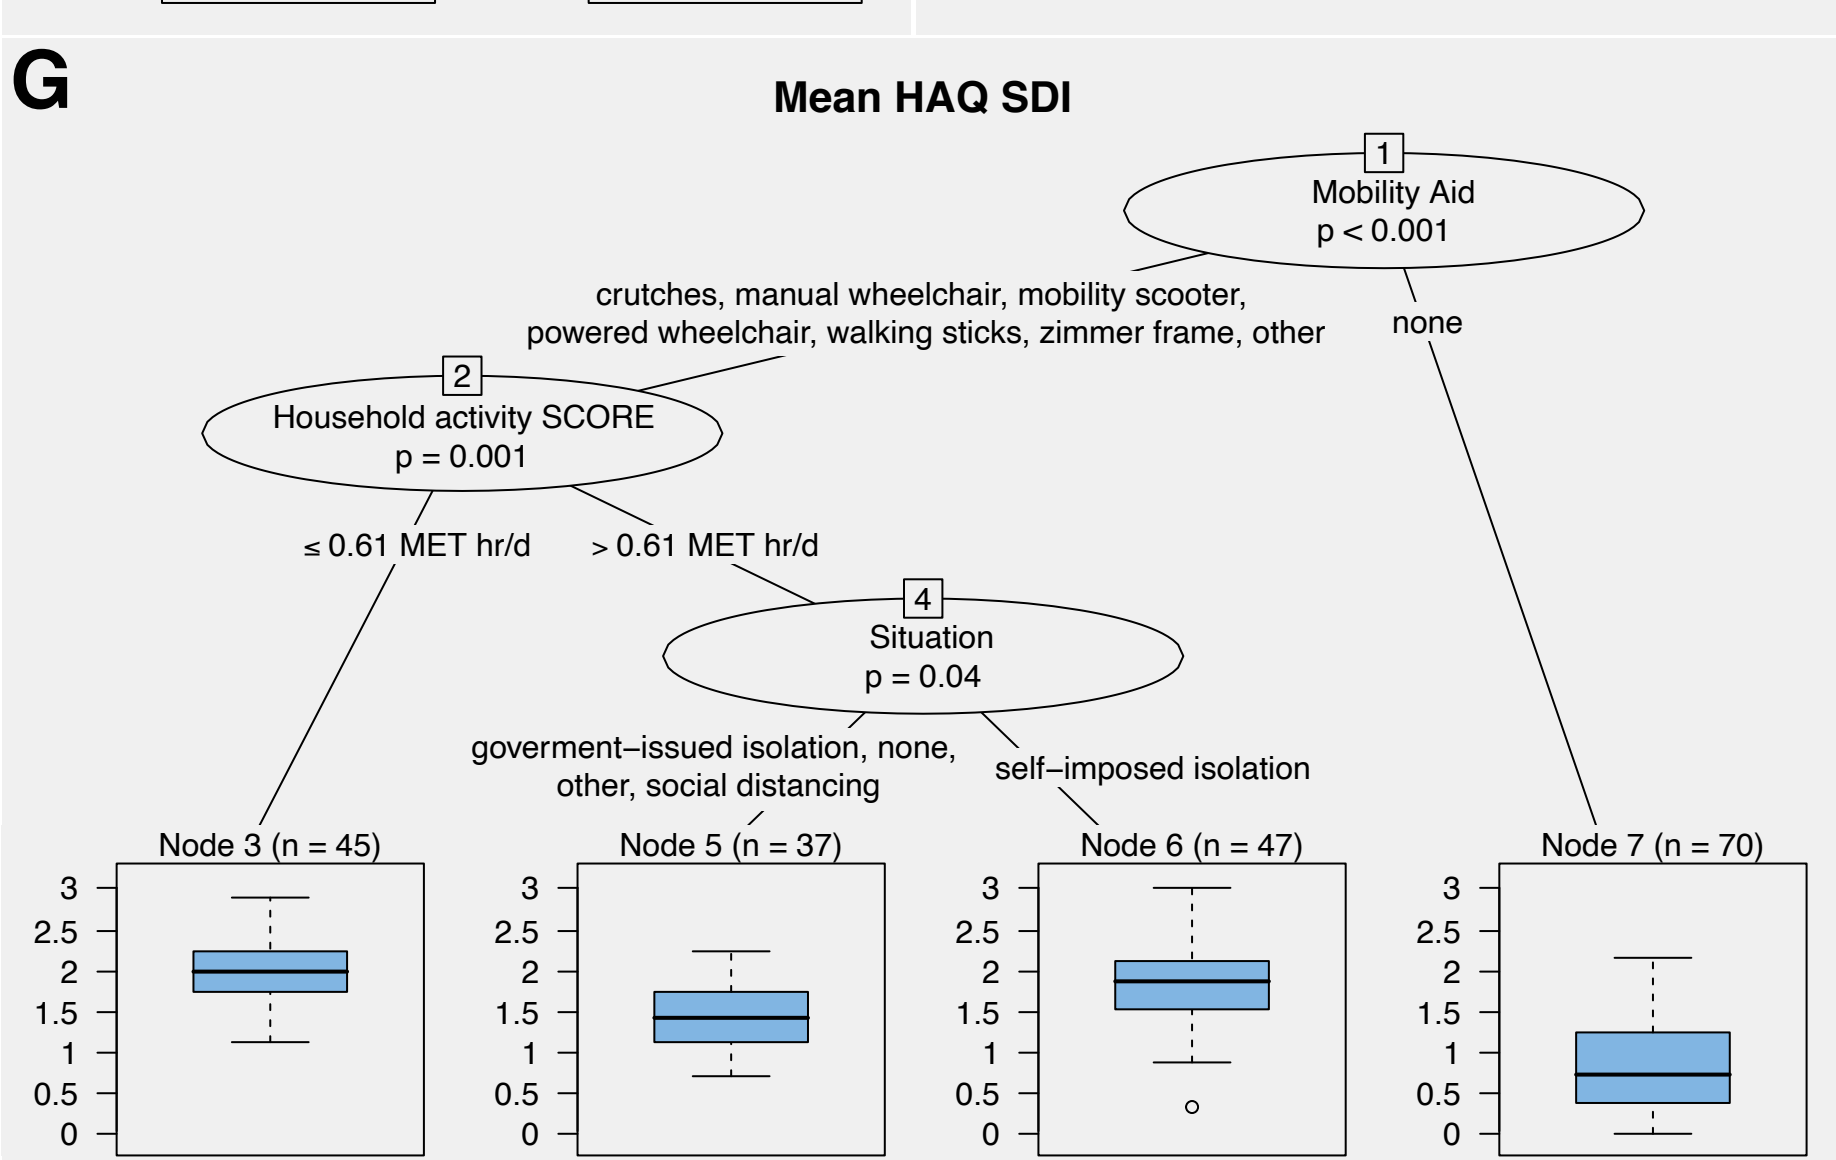 G
Mean HAQ SDI
1
Mobility Aid
p < 0.001
crutches, manual wheelchair, mobility scooter,
powered wheelchair, walking sticks, zimmer frame, other
none
2
Household activity SCORE
p = 0.001
≤ 0.61 MET hr/d
> 0.61 MET hr/d
4
Situation
p = 0.04
goverment−issued isolation, none,
other, social distancing
self−imposed isolation
Node 3 (n = 45)
3
2.5
2
1.5
1
0.5
0
Node 5 (n = 37)
3
2.5
2
1.5
1
0.5
0
Node 6 (n = 47)
3
2.5
2
1.5
1
0.5
0
Node 7 (n = 70)
3
2.5
2
1.5
1
0.5
0